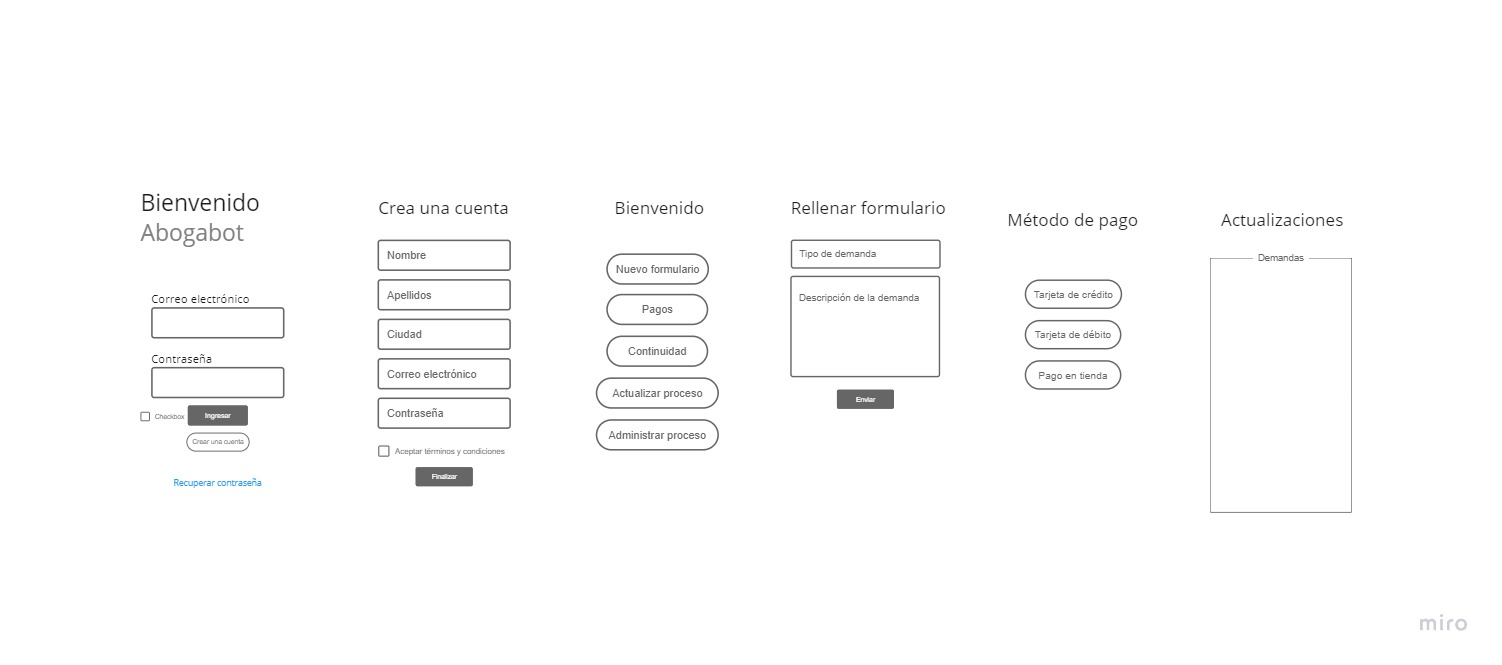 Bienvenido
Abogabot
Correo electrónico
Contraseña
Checkbox
Ingresar
Crear una cuenta
Recuperar contraseña
Crea una cuenta
Nombre
Apellidos
Ciudad
Correo electrónico
Contraseña
Aceptar términos y condiciones
Finalizar
Bienvenido
Nuevo formulario
Pagos
Continuidad
Actualizar proceso
Administrar proceso
Rellenar formulario
Tipo de demanda
Descripción de la demanda
Enviar
Método de pago
Tarjeta de crédito
Tarjeta de débito
Pago en tienda
Actualizaciones
Demandas
miro